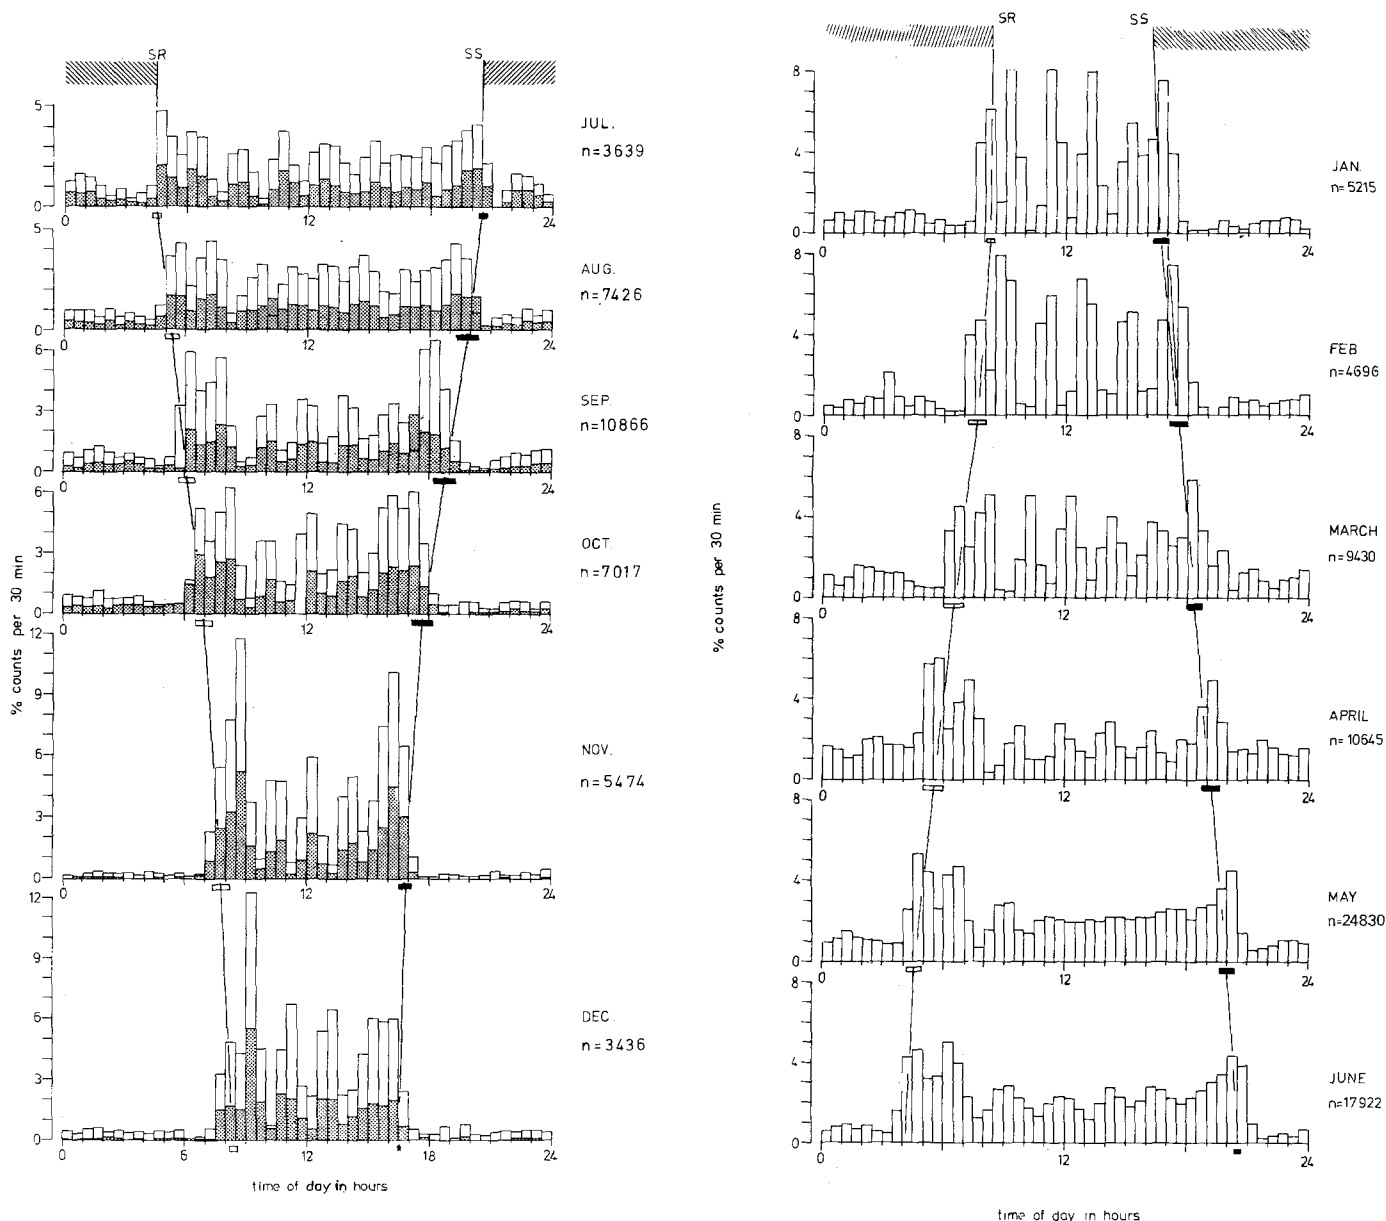 SR SS
5
0
0 12 24
JUL.
n=3639
5
0
0 12 24
AUG.
n=7426
6
3
0
0 12 24
SEP.
n=10866
6
3
0
0 12 24
OCT.
n=7017
12
9
6
3
0
0 12 24
NOV.
n=5474
12
9
6
3
0
0 6 12 18 24
DEC.
n=3436
% counts per 30 min
time of day in hours
SR SS
8
4
0
0 12 24
JAN.
n=5215
8
4
0
0 12 24
FEB
n=4696
8
4
0
0 12 24
MARCH
n=9430
8
4
0
0 12 24
APRIL
n=10645
8
4
0
0 12 24
MAY
n=24830
8
4
0
0 12 24
JUNE
n=17922
% counts per 30 min
time of day in hours